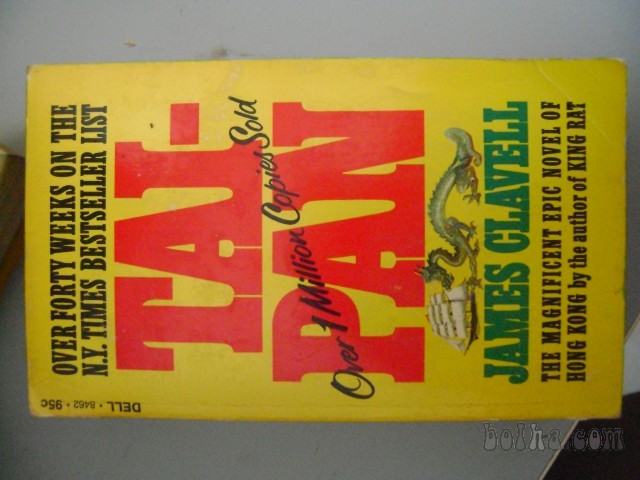 OVER FORTY WEEKS ON THE
N.Y. TIMES BESTSELLER LIST
TAI-
PAN
Over 1 Million Copies Sold
JAMES CLAVELL
THE MAGNIFICENT EPIC NOVEL OF
HONG KONG by the author of KING RAT
DELL • 8462 • 95c
bolha.com